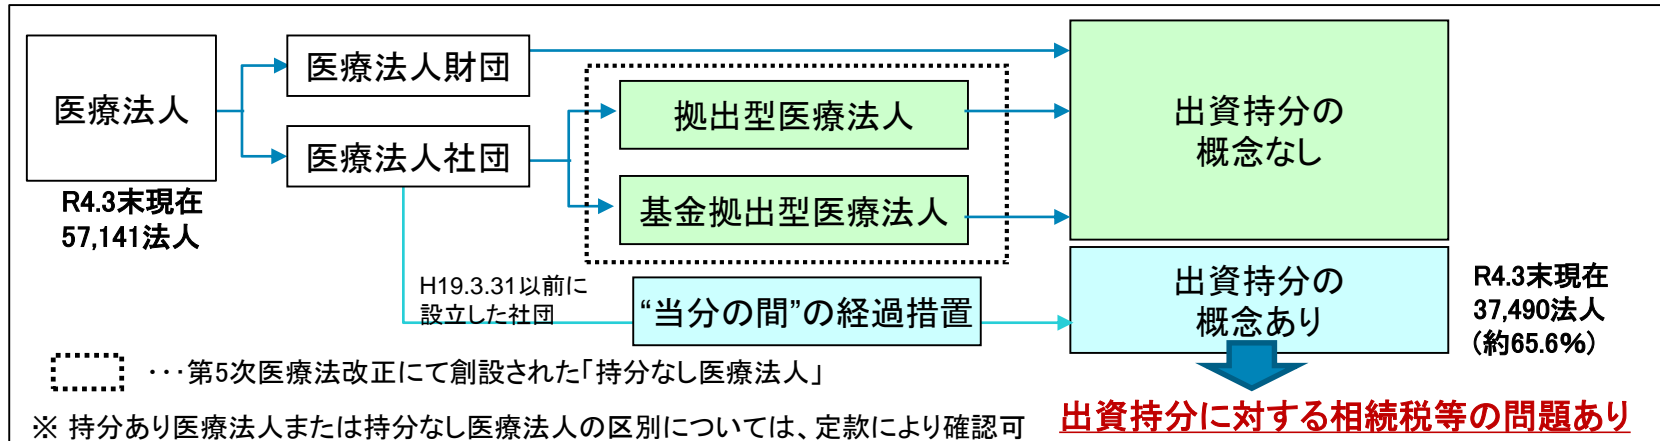 医療法人
R4.3末現在
57,141法人
医療法人財団
医療法人社団
拠出型医療法人
基金拠出型医療法人
出資持分の
概念なし
H19.3.31以前に
設立した社団
“当分の間”の経過措置
出資持分の
概念あり
R4.3末現在
37,490法人
(約65.6%)
･･･第5次医療法改正にて創設された「持分なし医療法人」
※ 持分あり医療法人または持分なし医療法人の区別については、定款により確認可
出資持分に対する相続税等の問題あり